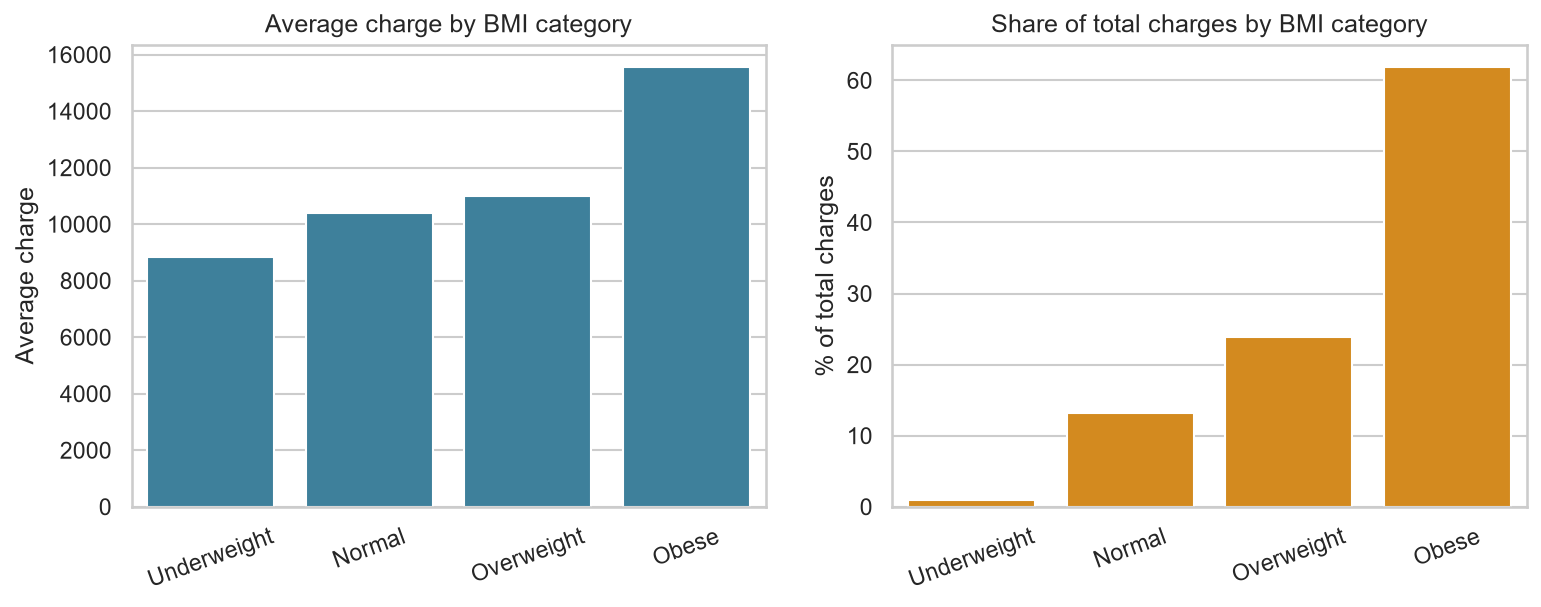 Average charge by BMI category
Average charge
16000
14000
12000
10000
8000
6000
4000
2000
0
Underweight
Normal
Overweight
Obese
Share of total charges by BMI category
% of total charges
60
50
40
30
20
10
0
Underweight
Normal
Overweight
Obese